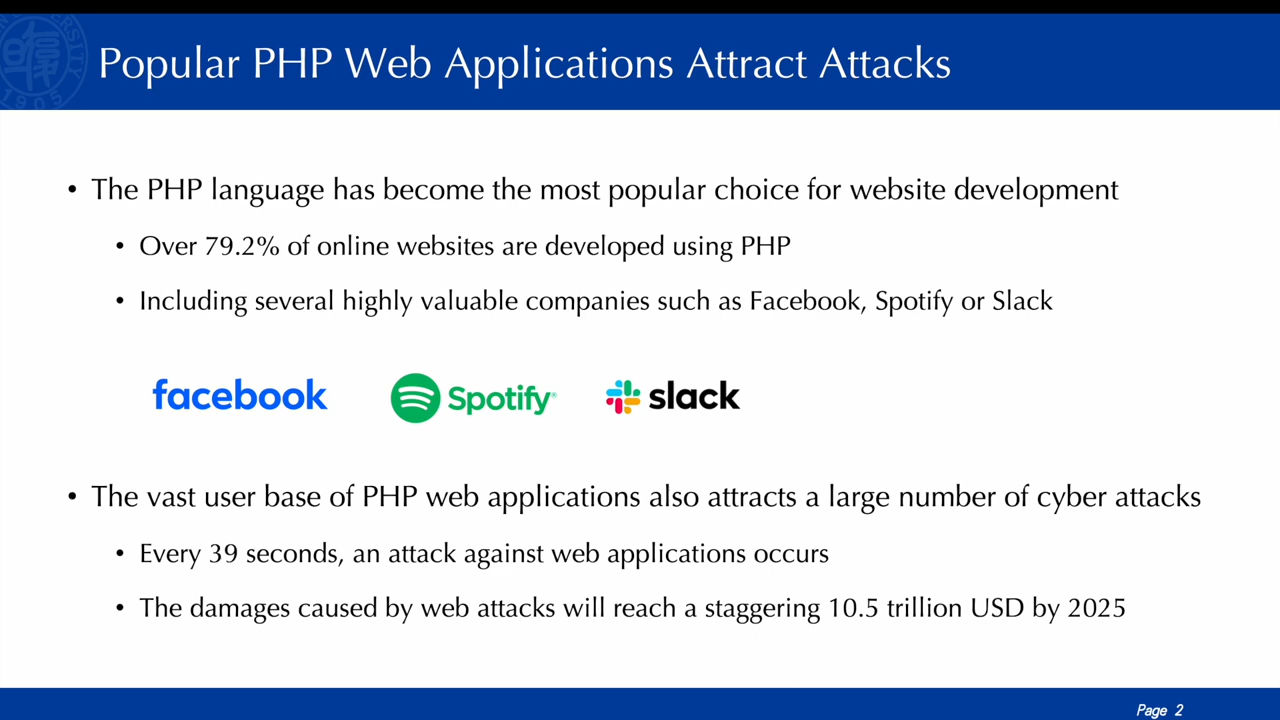 Popular PHP Web Applications Attract Attacks
• The PHP language has become the most popular choice for website development
• Over 79.2% of online websites are developed using PHP
• Including several highly valuable companies such as Facebook, Spotify or Slack
facebook Spotify® slack
• The vast user base of PHP web applications also attracts a large number of cyber attacks
• Every 39 seconds, an attack against web applications occurs
• The damages caused by web attacks will reach a staggering 10.5 trillion USD by 2025
Page 2
1905